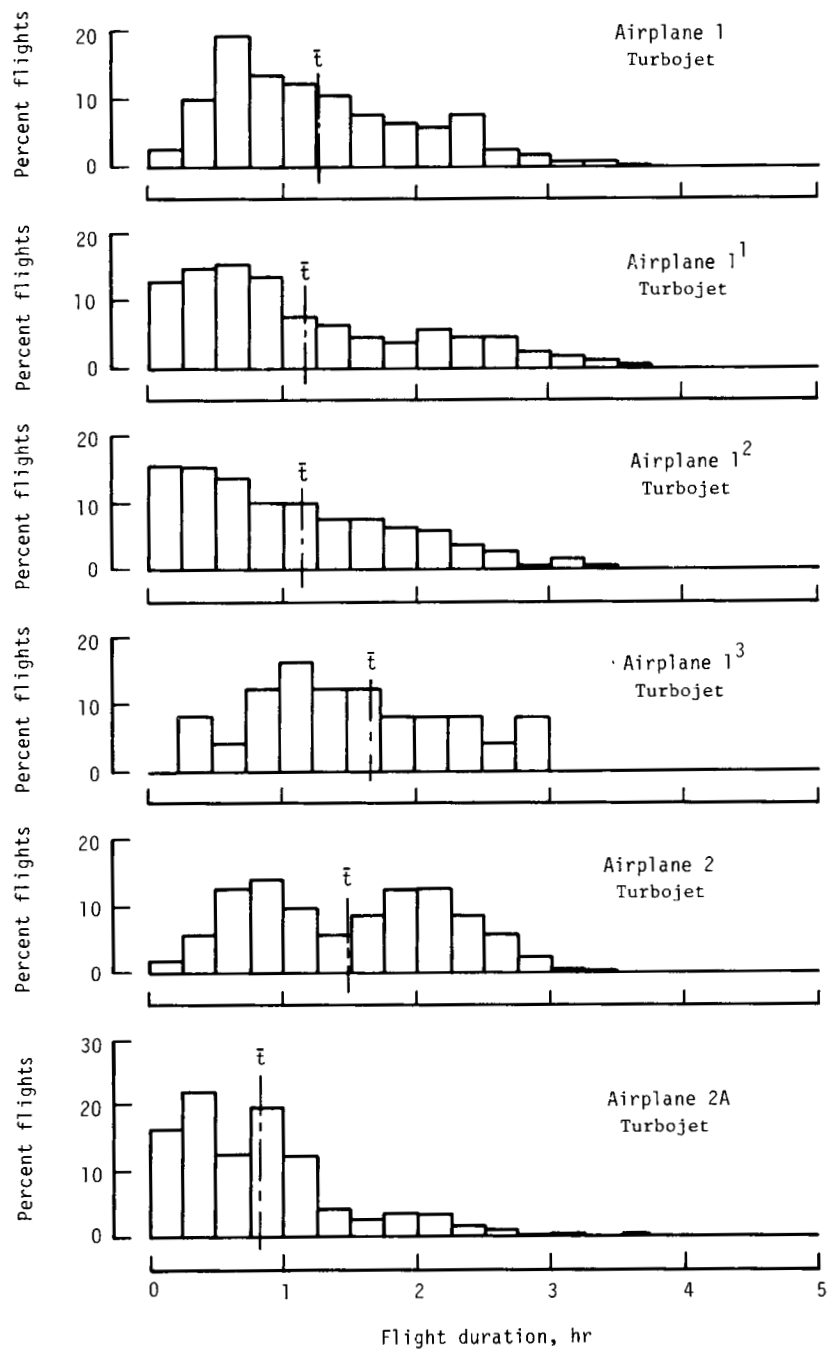 Percent flights
20
10
0
t̄
Airplane 1
Turbojet
Percent flights
20
10
0
t̄
Airplane 1¹
Turbojet
Percent flights
20
10
0
t̄
Airplane 1²
Turbojet
Percent flights
20
10
0
t̄
Airplane 1³
Turbojet
Percent flights
20
10
0
t̄
Airplane 2
Turbojet
Percent flights
30
20
10
0
t̄
Airplane 2A
Turbojet
0 1 2 3 4 5
Flight duration, hr